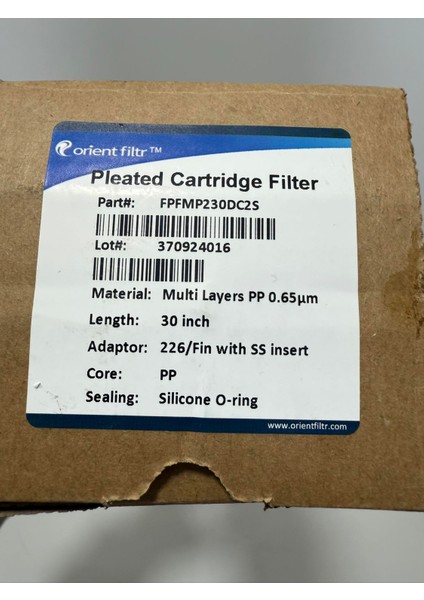 orient filtr™
Pleated Cartridge Filter
Part#: FPFMP230DC2S
Lot#: 370924016
Material: Multi Layers PP 0.65µm
Length: 30 inch
Adaptor: 226/Fin with SS insert
Core: PP
Sealing: Silicone O-ring
www.orientfiltr.com